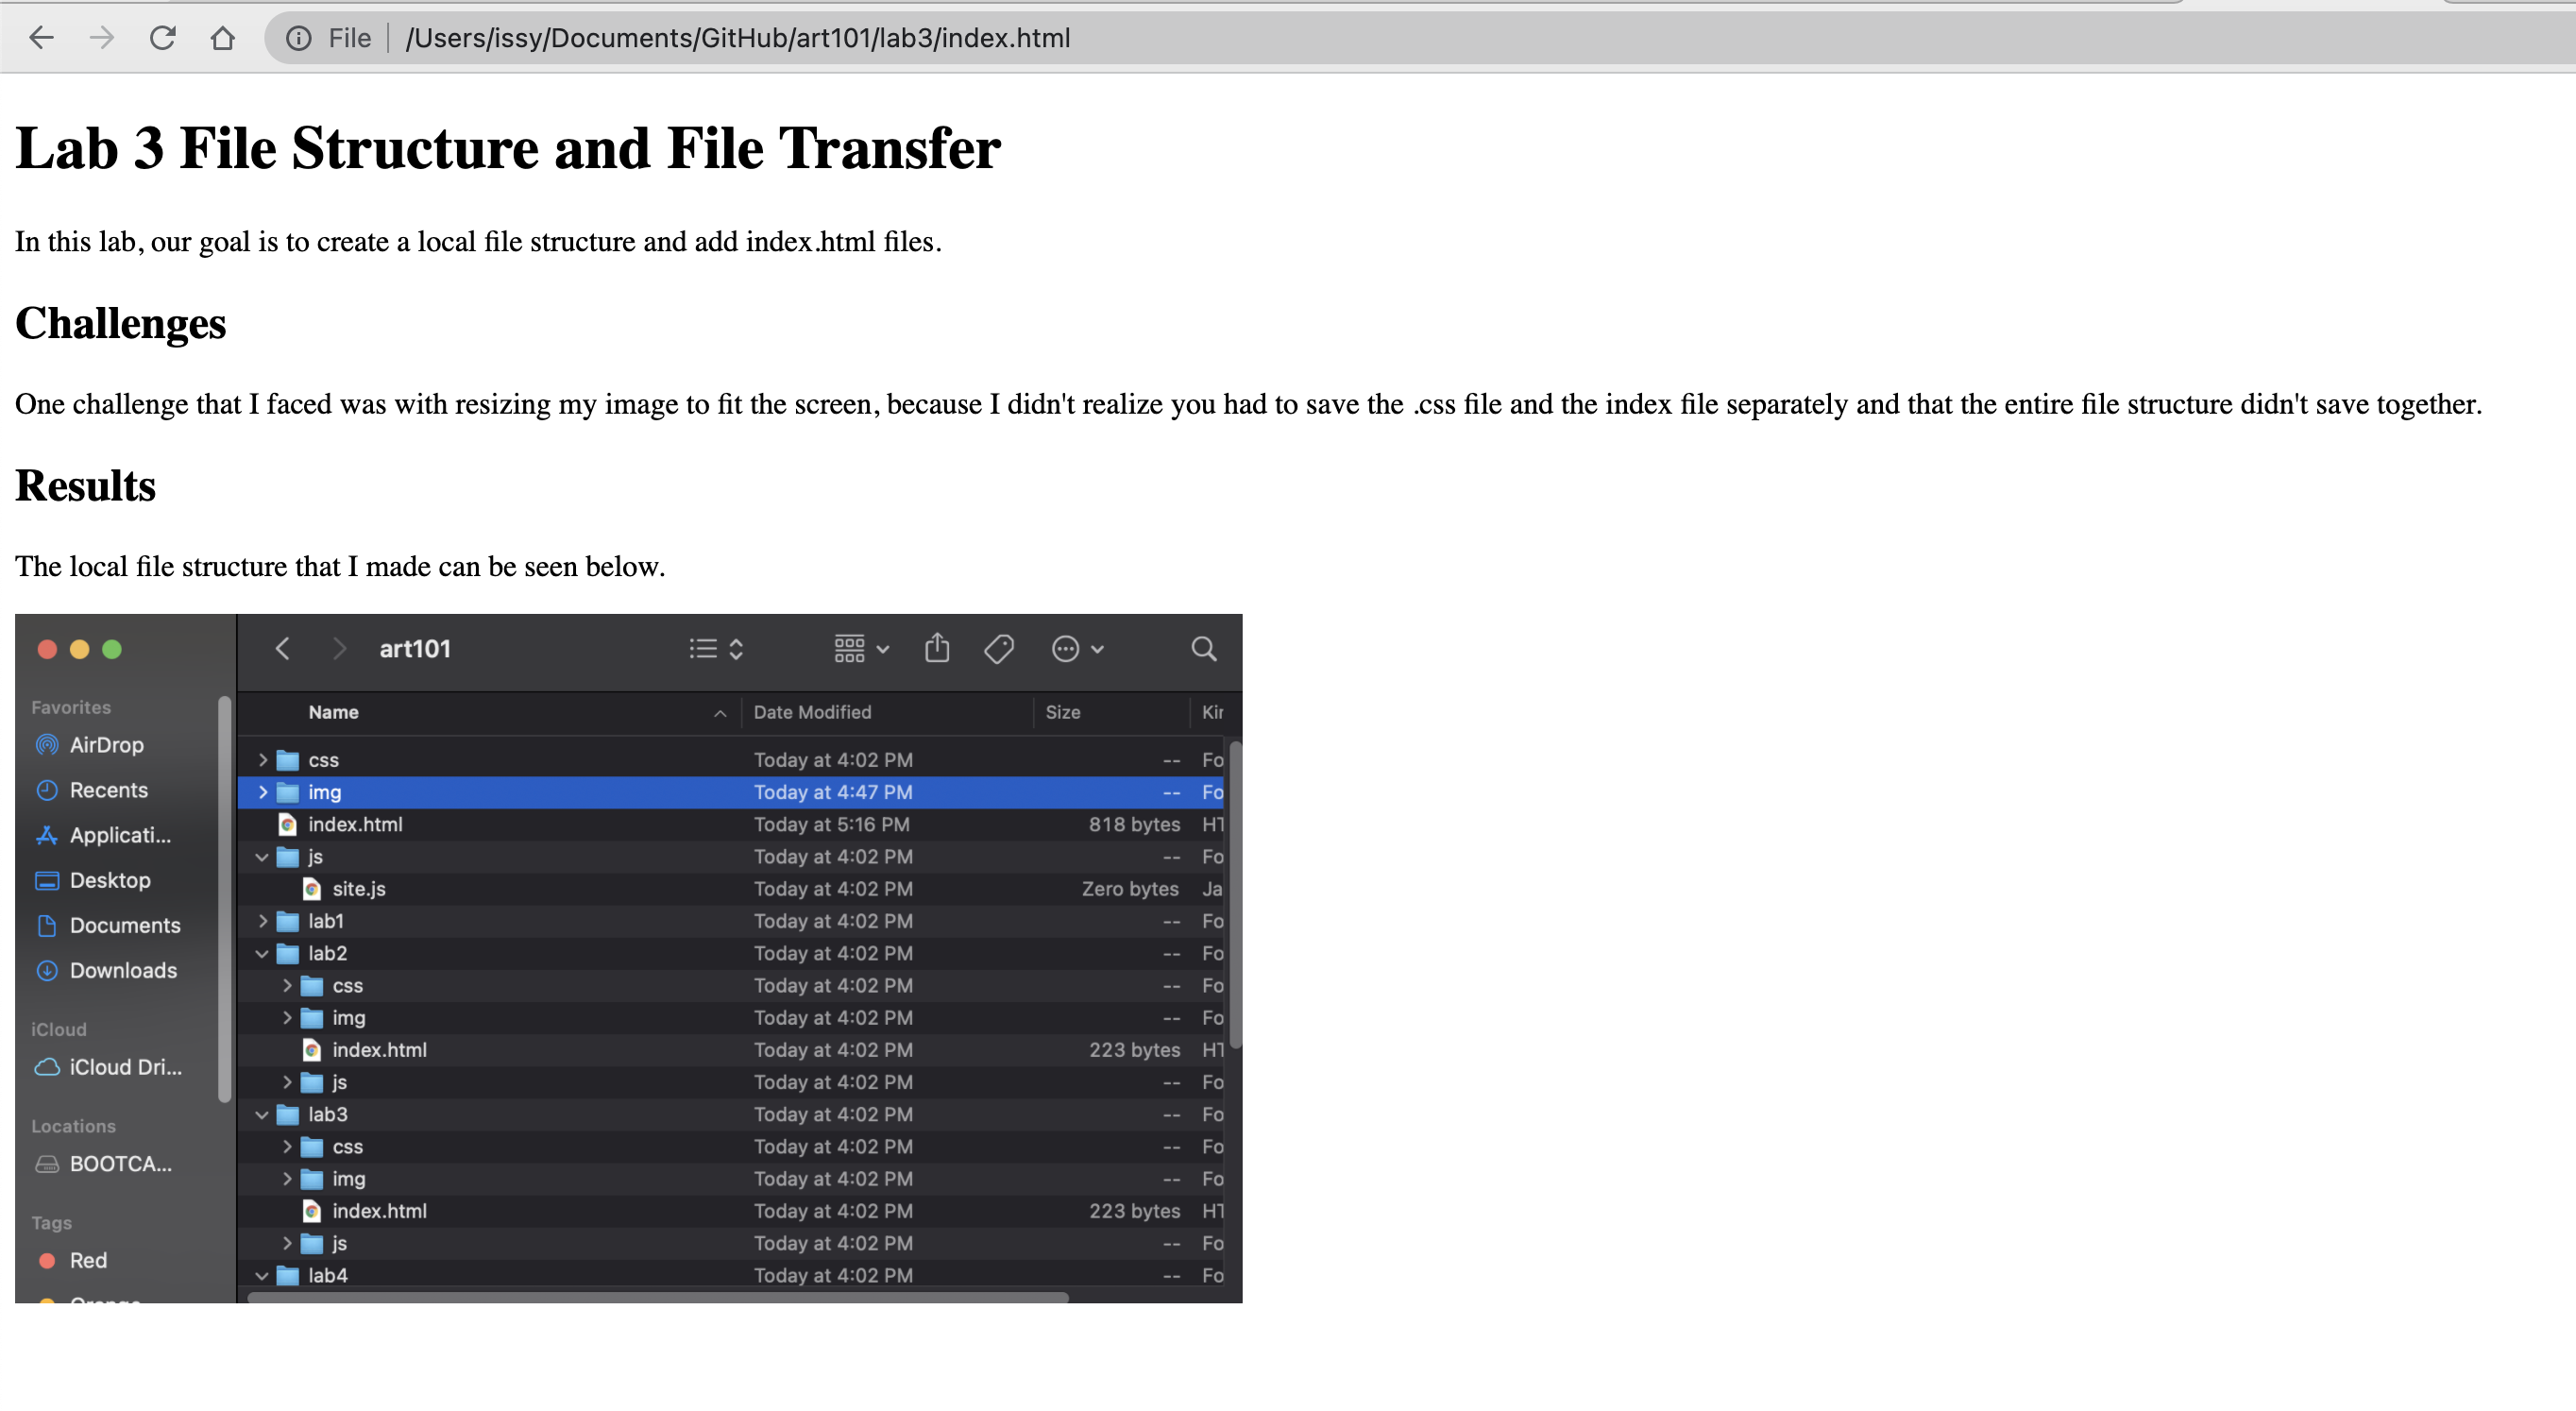 File /Users/issy/Documents/GitHub/art101/lab3/index.html
Lab 3 File Structure and File Transfer
In this lab, our goal is to create a local file structure and add index.html files.
Challenges
One challenge that I faced was with resizing my image to fit the screen, because I didn't realize you had to save the .css file and the index file separately and that the entire file structure didn't save together.
Results
The local file structure that I made can be seen below.
art101
Favorites
AirDrop
Recents
Applicati...
Desktop
Documents
Downloads
iCloud
iCloud Dri...
Locations
BOOTCA...
Tags
Red
Name Date Modified Size Kir
css Today at 4:02 PM -- Fo
img Today at 4:47 PM -- Fo
index.html Today at 5:16 PM 818 bytes HT
js Today at 4:02 PM -- Fo
site.js Today at 4:02 PM Zero bytes Ja
lab1 Today at 4:02 PM -- Fo
lab2 Today at 4:02 PM -- Fo
css Today at 4:02 PM -- Fo
img Today at 4:02 PM -- Fo
index.html Today at 4:02 PM 223 bytes HT
js Today at 4:02 PM -- Fo
lab3 Today at 4:02 PM -- Fo
css Today at 4:02 PM -- Fo
img Today at 4:02 PM -- Fo
index.html Today at 4:02 PM 223 bytes HT
js Today at 4:02 PM -- Fo
lab4 Today at 4:02 PM -- Fo